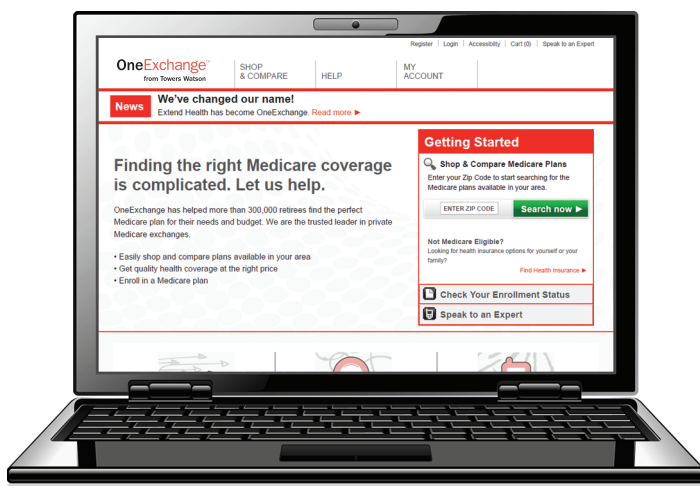 Register | Login | Accessiblity | Cart (0) | Speak to an Expert
OneExchange™
from Towers Watson
SHOP
& COMPARE
HELP
MY
ACCOUNT
News
We've changed our name!
Extend Health has become OneExchange. Read more ►
Finding the right Medicare coverage
is complicated. Let us help.
OneExchange has helped more than 300,000 retirees find the perfect
Medicare plan for their needs and budget. We are the trusted leader in private
Medicare exchanges.
• Easily shop and compare plans available in your area
• Get quality health coverage at the right price
• Enroll in a Medicare plan
Getting Started
Shop & Compare Medicare Plans
Enter your Zip Code to start searching for the
Medicare plans available in your area.
ENTER ZIP CODE
Search now ►
Not Medicare Eligible?
Looking for health insurance options for yourself or your
family?
Find Health Insurance ►
Check Your Enrollment Status
Speak to an Expert